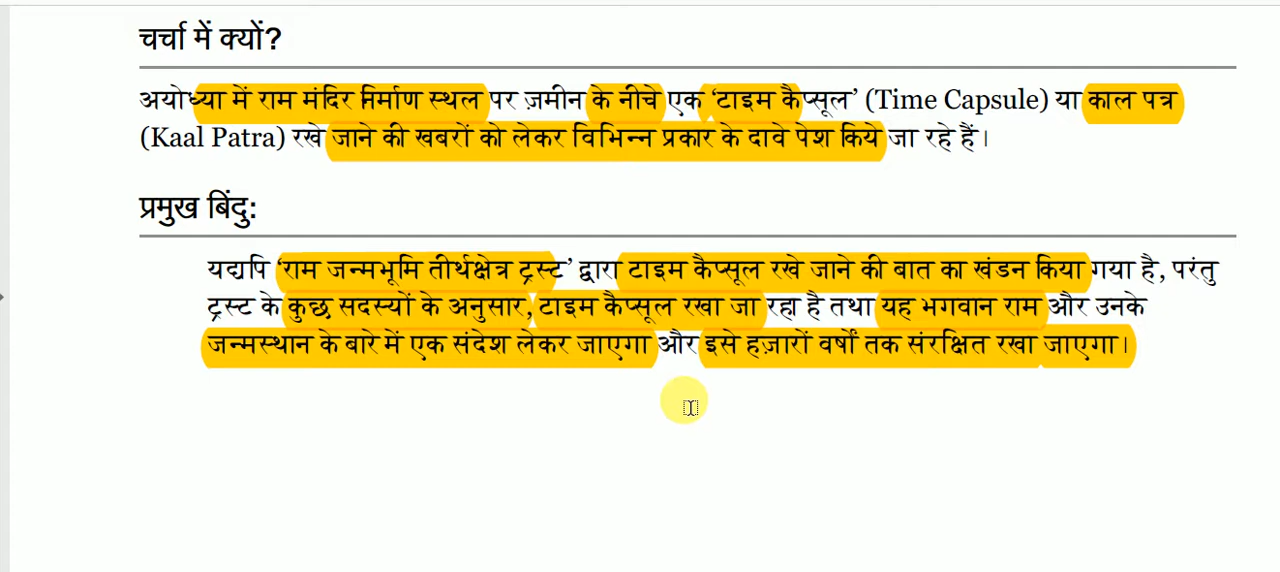 चर्चा में क्यों?
अयोध्या में राम मंदिर निर्माण स्थल पर ज़मीन के नीचे एक ‘टाइम कैप्सूल’ (Time Capsule) या काल पत्र
(Kaal Patra) रखे जाने की खबरों को लेकर विभिन्न प्रकार के दावे पेश किये जा रहे हैं।
प्रमुख बिंदु:
यद्यपि ‘राम जन्मभूमि तीर्थक्षेत्र ट्रस्ट’ द्वारा टाइम कैप्सूल रखे जाने की बात का खंडन किया गया है, परंतु
ट्रस्ट के कुछ सदस्यों के अनुसार, टाइम कैप्सूल रखा जा रहा है तथा यह भगवान राम और उनके
जन्मस्थान के बारे में एक संदेश लेकर जाएगा और इसे हज़ारों वर्षों तक संरक्षित रखा जाएगा।